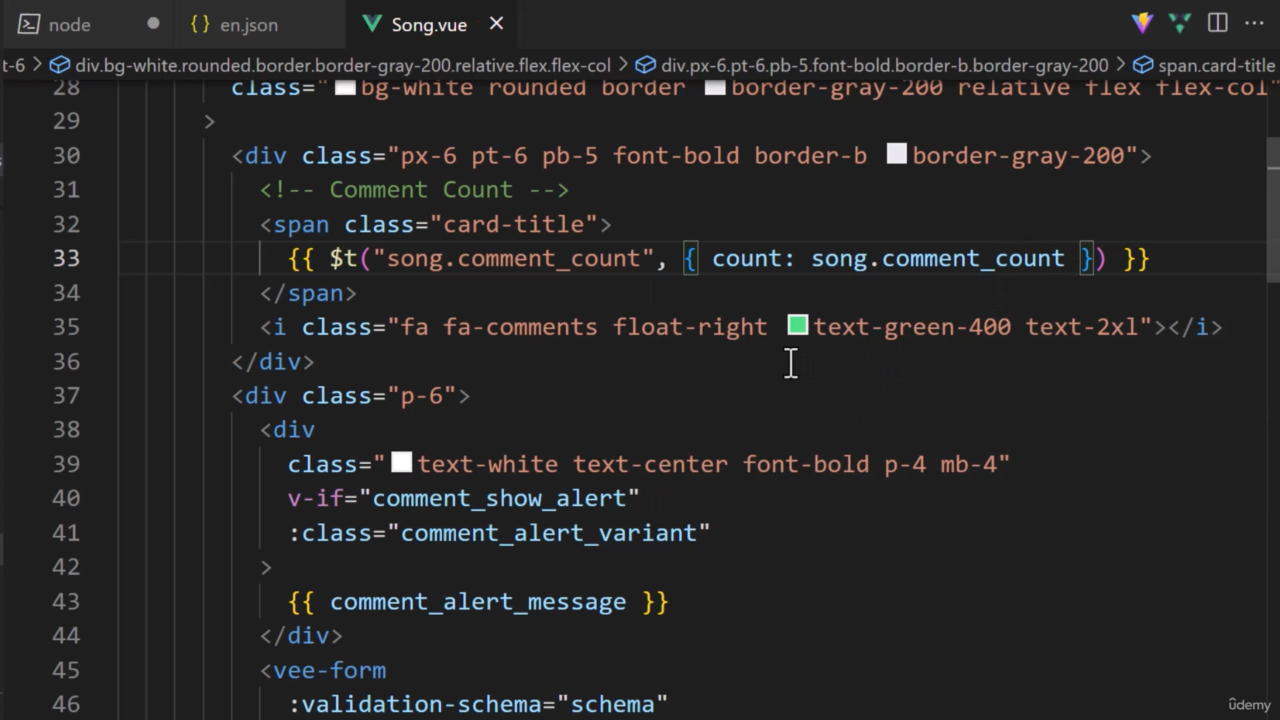 node
{} en.json
Song.vue
t-6 > div.bg-white.rounded.border.border-gray-200.relative.flex.flex-col > div.px-6.pt-6.pb-5.font-bold.border-b.border-gray-200 > span.card-title
28 class="bg-white rounded border border-gray-200 relative flex flex-col"
29 >
30 <div class="px-6 pt-6 pb-5 font-bold border-b border-gray-200">
31 <!-- Comment Count -->
32 <span class="card-title">
33 {{ $t("song.comment_count", { count: song.comment_count }) }}
34 </span>
35 <i class="fa fa-comments float-right text-green-400 text-2xl"></i>
36 </div>
37 <div class="p-6">
38 <div
39 class="text-white text-center font-bold p-4 mb-4"
40 v-if="comment_show_alert"
41 :class="comment_alert_variant"
42 >
43 {{ comment_alert_message }}
44 </div>
45 <vee-form
46 :validation-schema="schema"
ûdemy